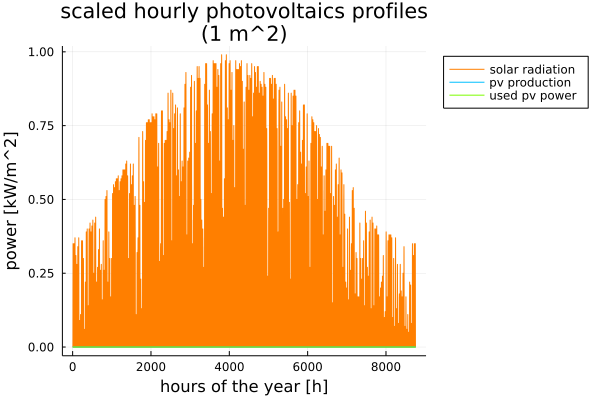 scaled hourly photovoltaics profiles
(1 m^2)
solar radiation
pv production
used pv power
power [kW/m^2]
1.00
0.75
0.50
0.25
0.00
0
2000
4000
6000
8000
hours of the year [h]